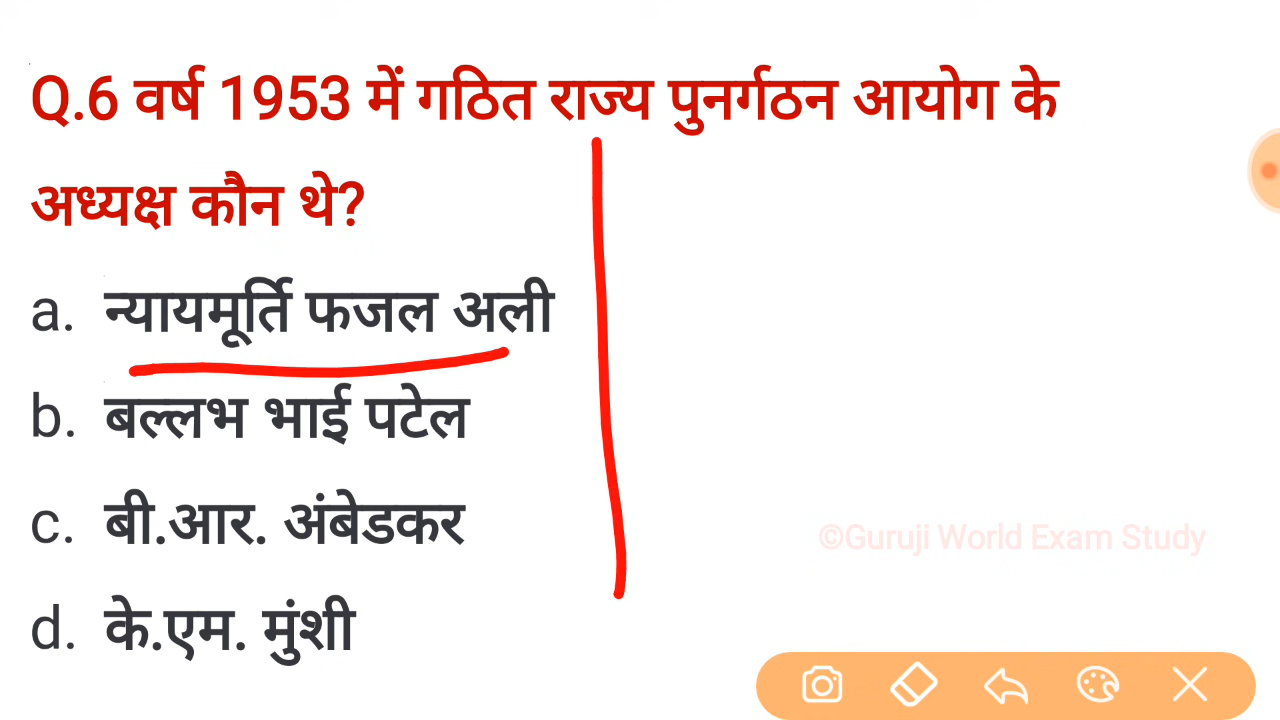 Q.6 वर्ष 1953 में गठित राज्य पुनर्गठन आयोग के
अध्यक्ष कौन थे?
a. न्यायमूर्ति फजल अली
b. बल्लभ भाई पटेल
c. बी.आर. अंबेडकर
©Guruji World Exam Study
d. के.एम. मुंशी